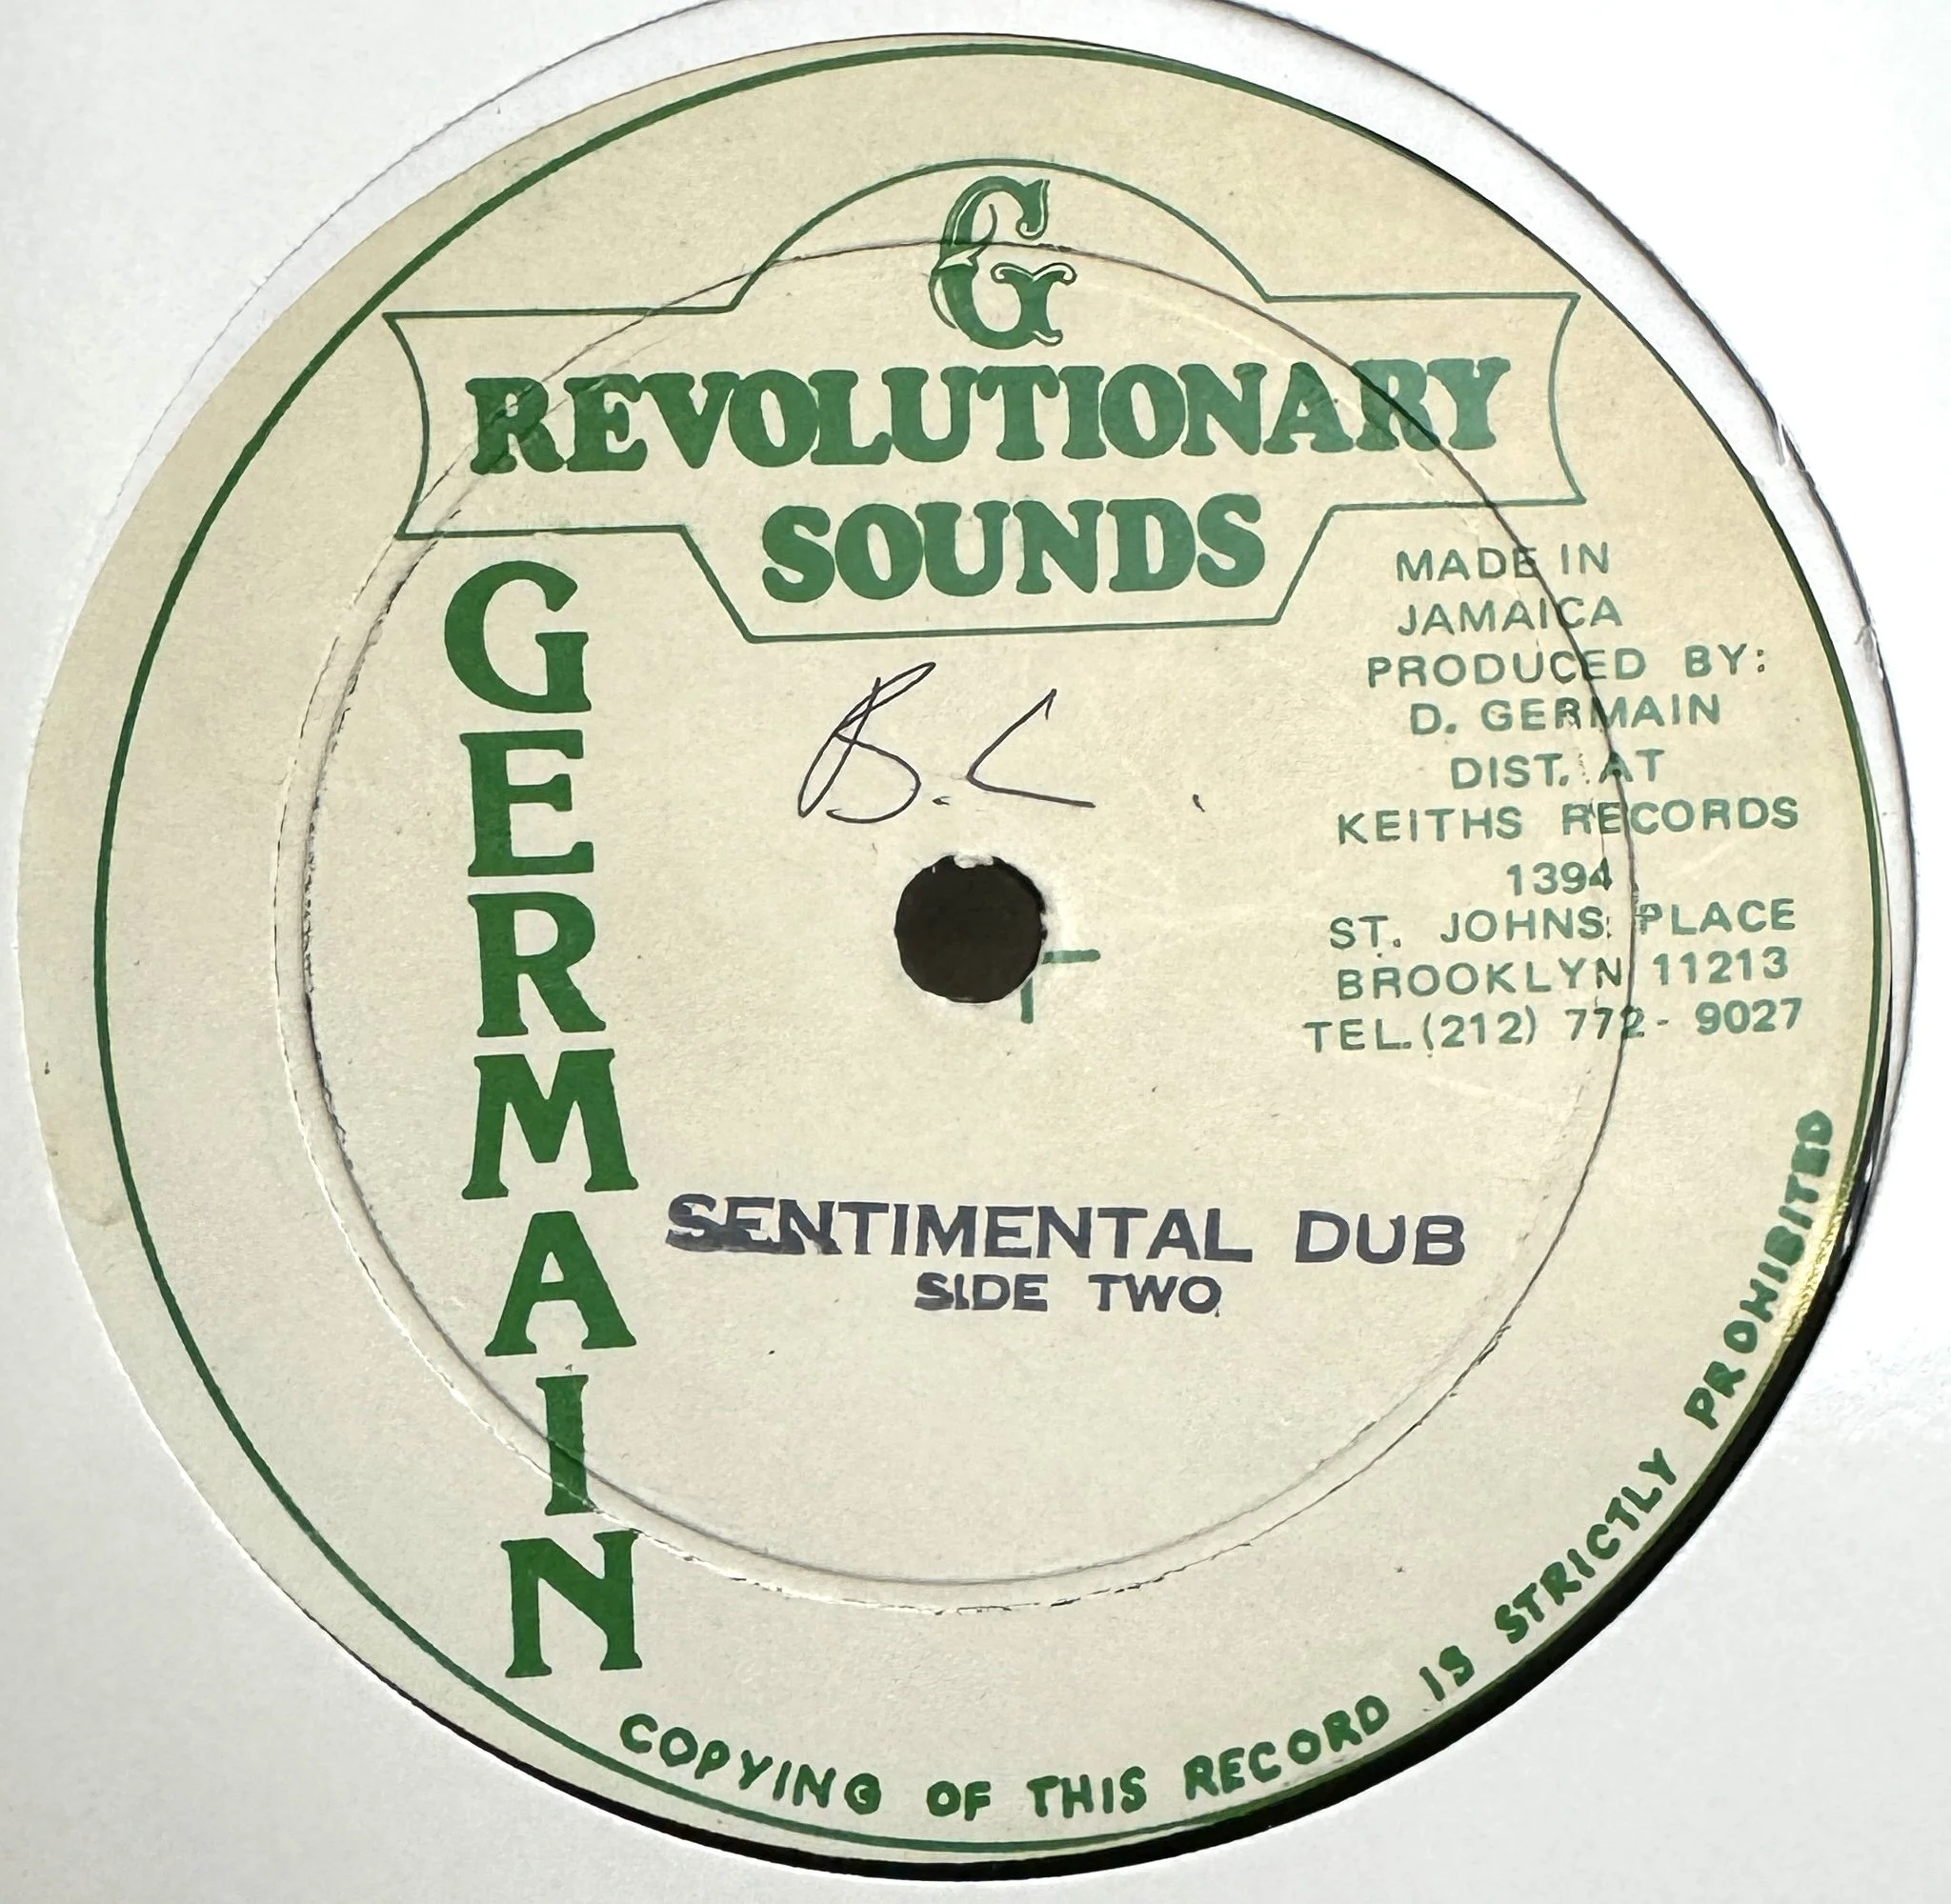 G
REVOLUTIONARY
SOUNDS
GERMAIN
MADE IN
JAMAICA
PRODUCED BY:
D. GERMAIN
DIST. AT
KEITHS RECORDS
1394
ST. JOHNS PLACE
BROOKLYN 11213
TEL.(212) 772-9027
B.C.
SENTIMENTAL DUB
SIDE TWO
COPYING OF THIS RECORD IS STRICTLY PROHIBITED